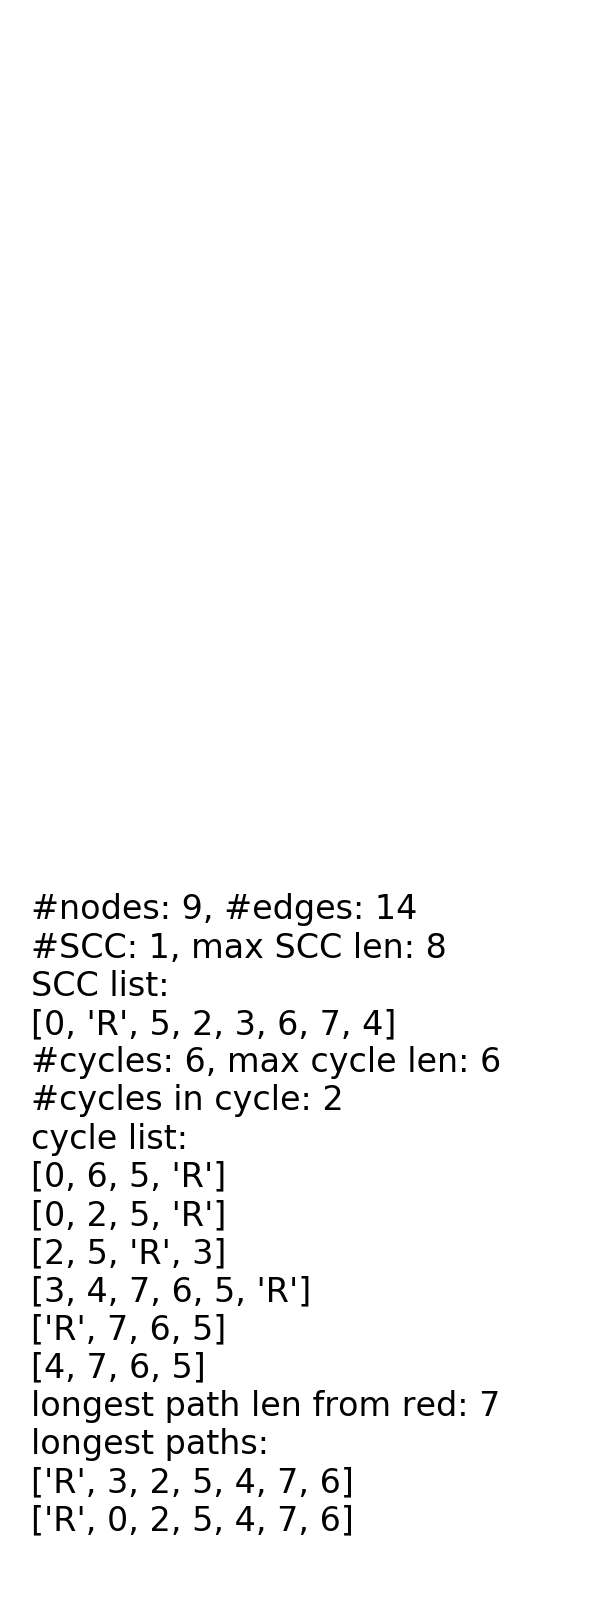 #nodes: 9, #edges: 14
#SCC: 1, max SCC len: 8
SCC list:
[0, 'R', 5, 2, 3, 6, 7, 4]
#cycles: 6, max cycle len: 6
#cycles in cycle: 2
cycle list:
[0, 6, 5, 'R']
[0, 2, 5, 'R']
[2, 5, 'R', 3]
[3, 4, 7, 6, 5, 'R']
['R', 7, 6, 5]
[4, 7, 6, 5]
longest path len from red: 7
longest paths:
['R', 3, 2, 5, 4, 7, 6]
['R', 0, 2, 5, 4, 7, 6]